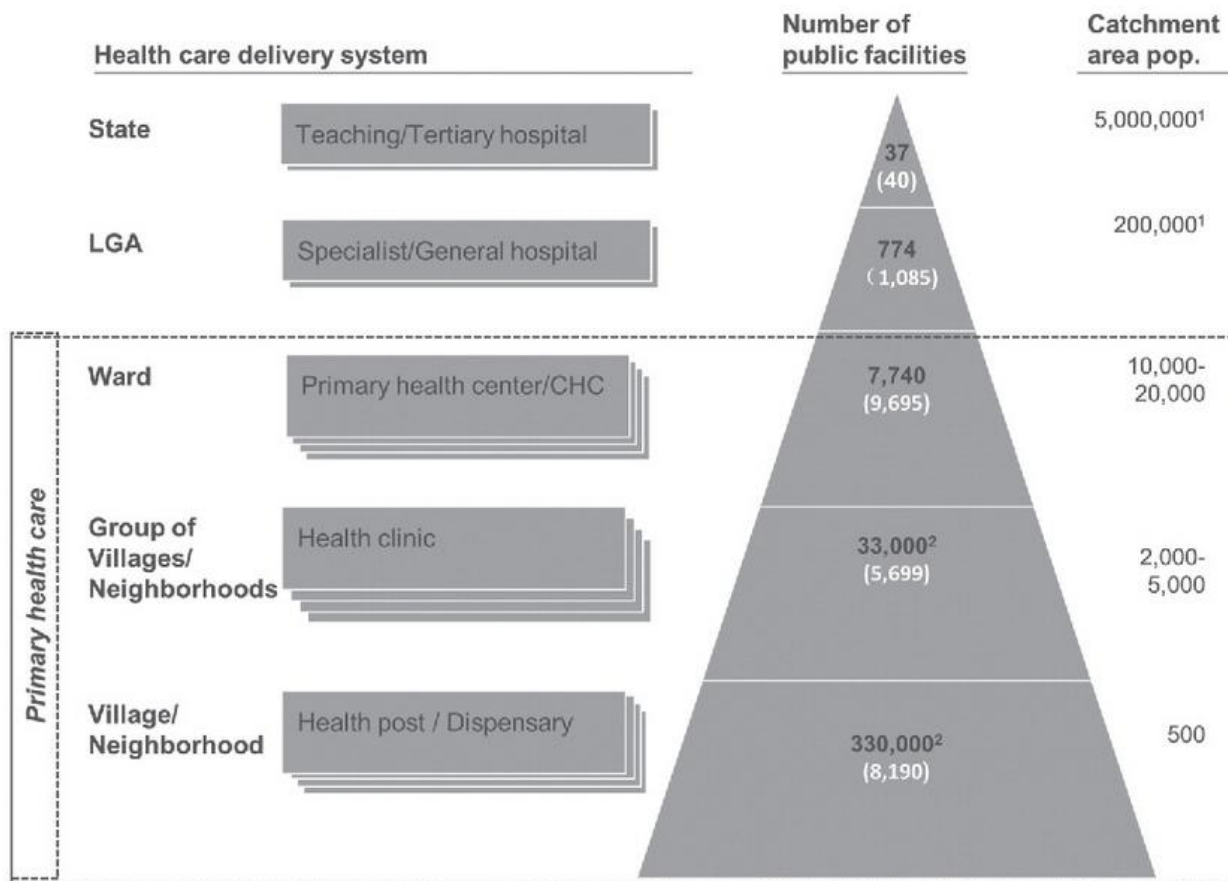 Health care delivery system
Number of
public facilities
Catchment
area pop.
State
Teaching/Tertiary hospital
37
(40)
5,000,000¹
LGA
Specialist/General hospital
774
(1,085)
200,000¹
Primary health care
Ward
Primary health center/CHC
7,740
(9,695)
10,000-
20,000
Group of
Villages/
Neighborhoods
Health clinic
33,000²
(5,699)
2,000-
5,000
Village/
Neighborhood
Health post / Dispensary
330,000²
(8,190)
500